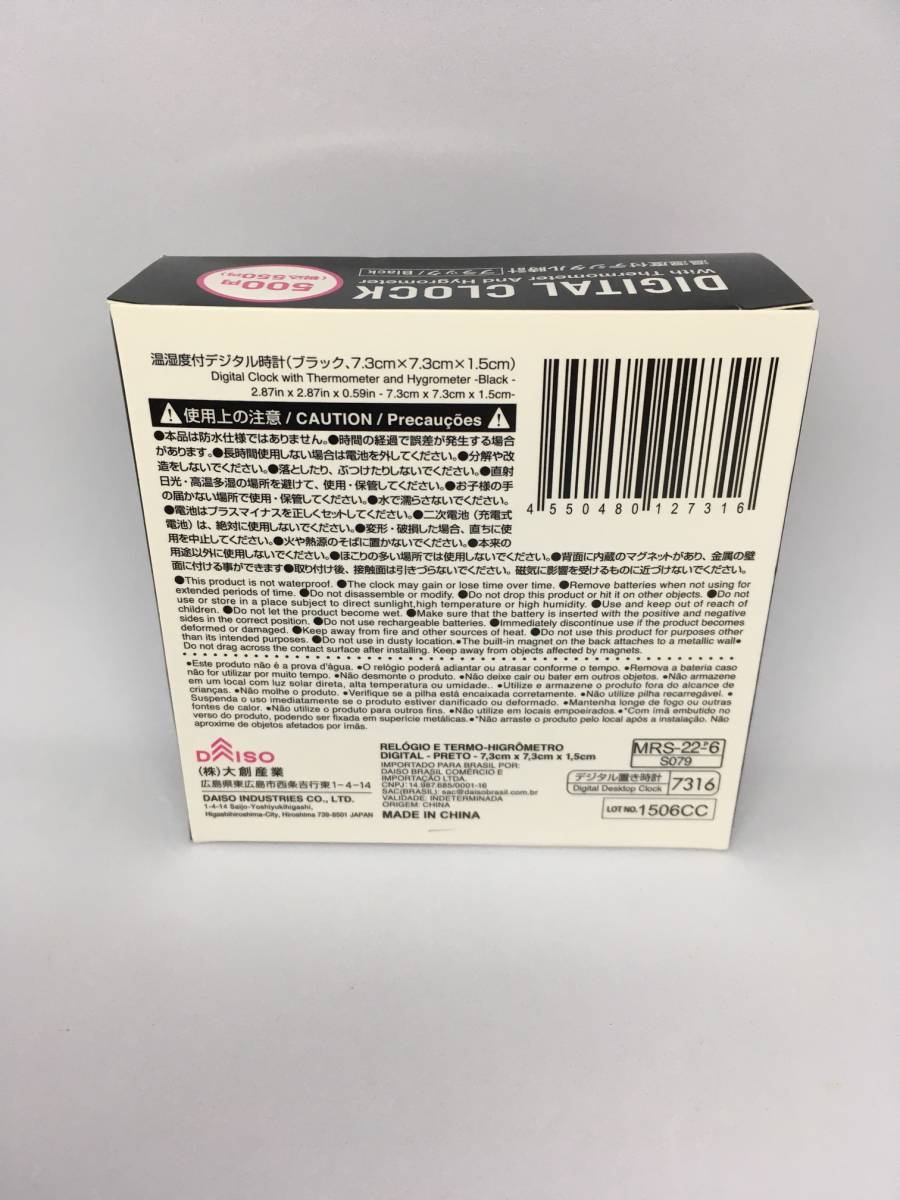 DIGITAL CLOCK
With Thermometer And Hygrometer
温湿度付デジタル時計 [ブラック/Black]
500円
(税込550円)
温湿度付デジタル時計(ブラック、7.3cm×7.3cm×1.5cm)
Digital Clock with Thermometer and Hygrometer -Black -
2.87in x 2.87in x 0.59in - 7.3cm x 7.3cm x 1.5cm-
使用上の注意 / CAUTION / Precauções
●本品は防水仕様ではありません。●時間の経過で誤差が発生する場合
があります。●長時間使用しない場合は電池を外してください。●分解や改
造をしないでください。●落としたり、ぶつけたりしないでください。●直射
日光・高温多湿の場所を避けて、使用・保管してください。●お子様の手
の届かない場所で使用・保管してください。●水で濡らさないでください。
●電池はプラスマイナスを正しくセットしてください。●二次電池(充電式
電池)は、絶対に使用しないでください。●変形・破損した場合、直ちに使
用を中止してください。●火や熱源のそばに置かないでください。●本来の
用途以外に使用しないでください。●ほこりの多い場所では使用しないでください。●背面に内蔵のマグネットがあり、金属の壁
面に付ける事ができます●取り付け後、接触面は引きづらないでください。磁気に影響を受けるものに近づけないでください。
4 550480 127316
●This product is not waterproof. ●The clock may gain or lose time over time. ●Remove batteries when not using for
extended periods of time. ●Do not disassemble or modify. ●Do not drop this product or hit it on other objects. ●Do not
use or store in a place subject to direct sunlight,high temperature or high humidity. ●Use and keep out of reach of
children. ●Do not let the product become wet. ●Make sure that the battery is inserted with the positive and negative
sides in the correct position. ●Do not use rechargeable batteries. ●Immediately discontinue use if the product becomes
deformed or damaged. ●Keep away from fire and other sources of heat. ●Do not use this product for purposes other
than its intended purposes. ●Do not use in dusty location.●The built-in magnet on the back attaches to a metallic wall●
Do not drag across the contact surface after installing. Keep away from objects affected by magnets.
●Este produto não é a prova d'água. ●O relógio poderá adiantar ou atrasar conforme o tempo. ●Remova a bateria caso
não for utilizar por muito tempo. ●Não desmonte o produto. ●Não deixe cair ou bater em outros objetos. ●Não armazene
em um local com luz solar direta, alta temperatura ou umidade.. ●Utilize e armazene o produto fora do alcance de
crianças. ●Não molhe o produto. ●Verifique se a pilha está encaixada corretamente. ●Não utilize pilha recarregável. ●
Suspenda o uso imediatamente se o produto estiver danificado ou deformado. ●Mantenha longe de fogo ou outras
fontes de calor. ●Não utilize o produto para outros fins. ●Não utilize em locais empoeirados.●"Com imã embutido no
verso do produto, podendo ser fixada em superície metálicas.●"Não arraste o produto pelo local após a instalação. Não
aproxime de objetos afetados por imãs.
DAISO
(株)大創産業
広島県東広島市西条吉行東1-4-14
DAISO INDUSTRIES CO., LTD.
1-4-14 Saijo-Yoshiyukihigashi,
Higashihiroshima-City, Hiroshima 739-8501 JAPAN
RELÓGIO E TERMO-HIGRÔMETRO
DIGITAL - PRETO - 7,3cm x 7,3cm x 1,5cm
IMPORTADO PARA BRASIL POR:
DAISO BRASIL COMÉRCIO E
IMPORTAÇÃO LTDA.
CNPJ: 14.987.685/0001-16
SAC(BRASIL): sac@daisobrasil.com.br
VALIDADE: INDETERMINADA
ORIGEM: CHINA
MADE IN CHINA
MRS-22-P6
S079
デジタル置き時計
Digital Desktop Clock
7316
LOT NO. 1506CC